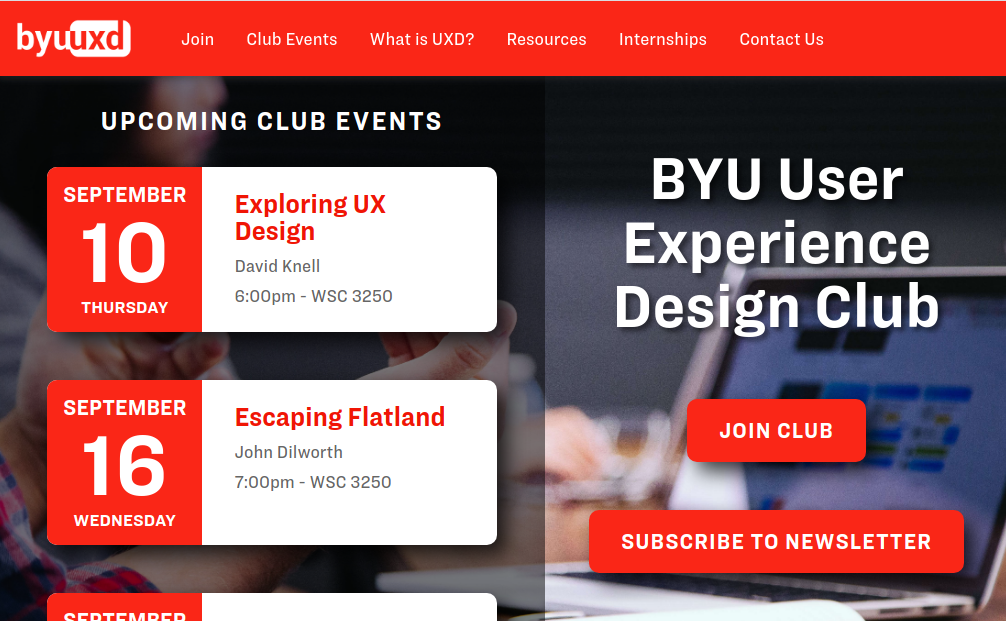 byuuxd
Join
Club Events
What is UXD?
Resources
Internships
Contact Us
UPCOMING CLUB EVENTS
SEPTEMBER
10
THURSDAY
Exploring UX
Design
David Knell
6:00pm - WSC 3250
SEPTEMBER
16
WEDNESDAY
Escaping Flatland
John Dilworth
7:00pm - WSC 3250
SEPTEMBER
BYU User
Experience
Design Club
JOIN CLUB
SUBSCRIBE TO NEWSLETTER